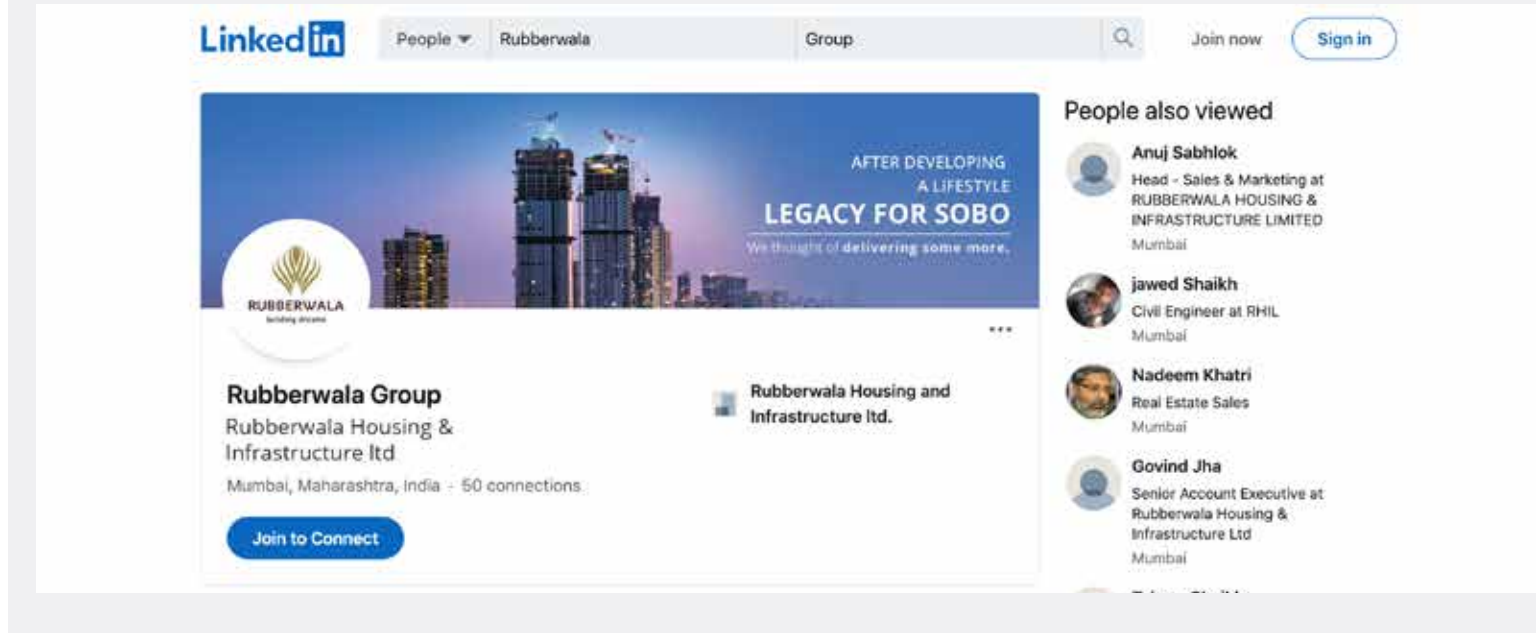 Linked in
People
Rubberwala
Group
Join now
Sign in
AFTER DEVELOPING
A LIFESTYLE
LEGACY FOR SOBO
We thought of delivering some more.
RUBBERWALA
building dreams
Rubberwala Group
Rubberwala Housing &
Infrastructure ltd
Mumbai, Maharashtra, India - 50 connections
Join to Connect
Rubberwala Housing and
Infrastructure ltd.
People also viewed
Anuj Sabhlok
Head - Sales & Marketing at
RUBBERWALA HOUSING &
INFRASTRUCTURE LIMITED
Mumbai
jawed Shaikh
Civil Engineer at RHIL
Mumbai
Nadeem Khatri
Real Estate Sales
Mumbai
Govind Jha
Senior Account Executive at
Rubberwala Housing &
Infrastructure Ltd
Mumbai